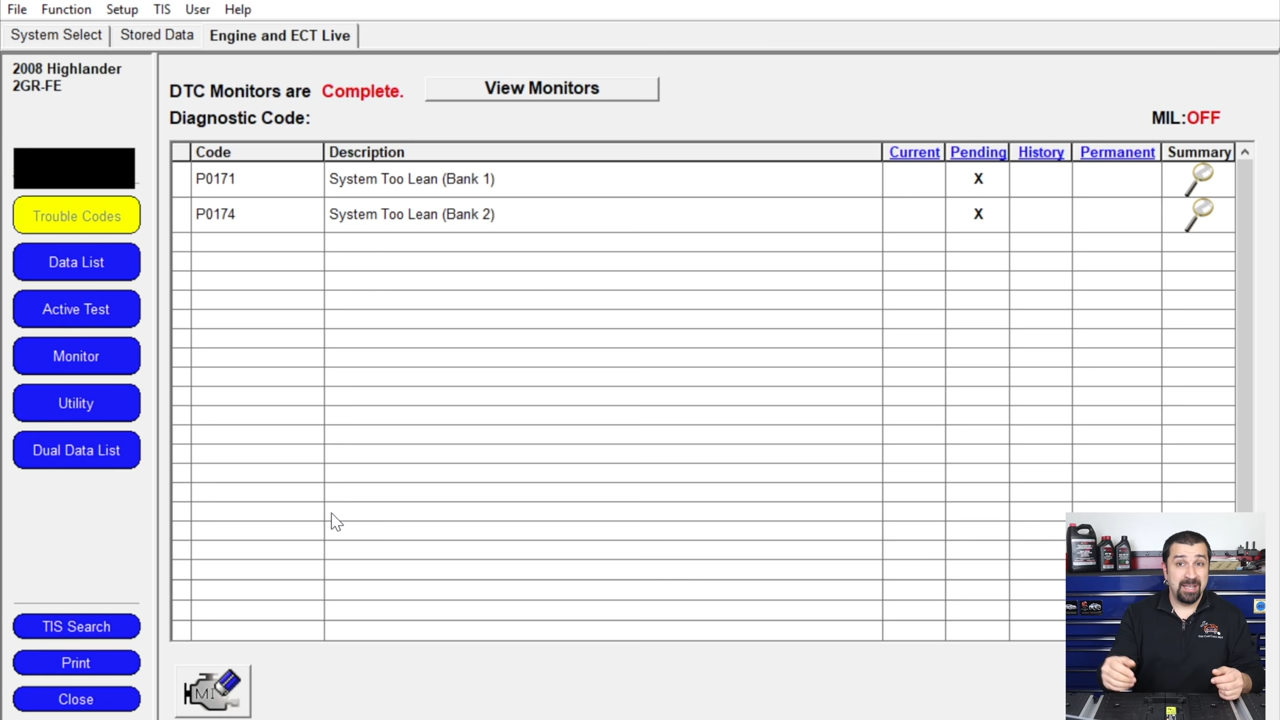 File Function Setup TIS User Help
System Select Stored Data Engine and ECT Live
2008 Highlander
2GR-FE
Trouble Codes
Data List
Active Test
Monitor
Utility
Dual Data List
TIS Search
Print
Close
DTC Monitors are Complete. View Monitors
Diagnostic Code: MIL:OFF
Code Description Current Pending History Permanent Summary
P0171 System Too Lean (Bank 1) X
P0174 System Too Lean (Bank 2) X